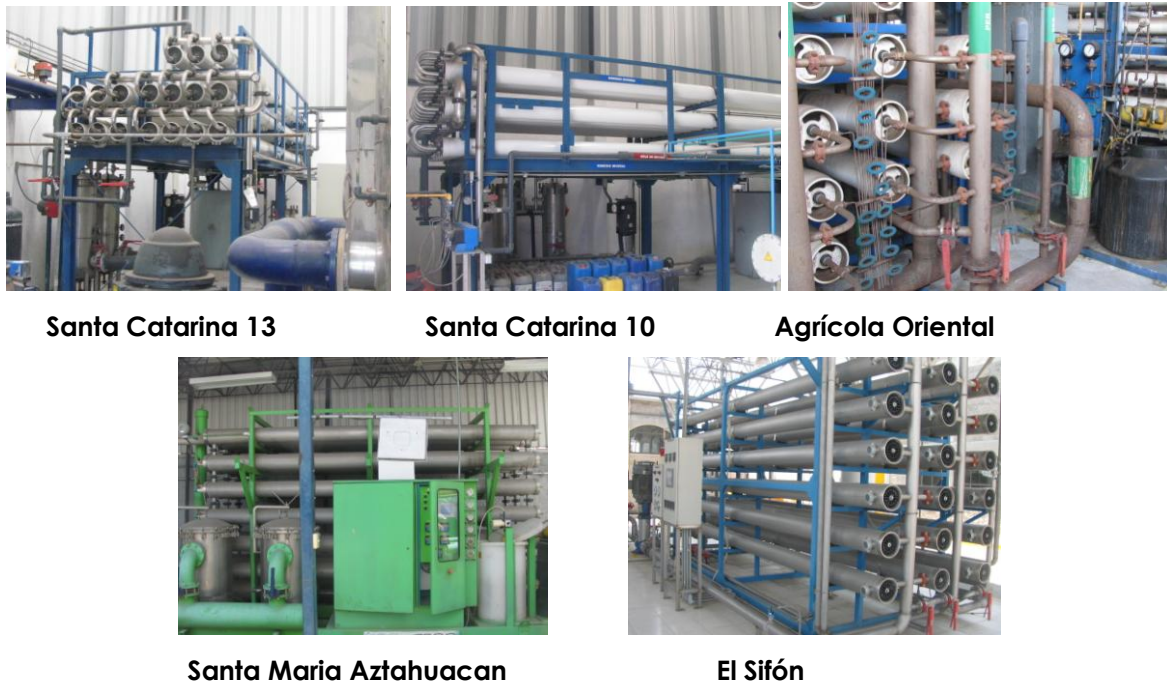 Santa Catarina 13
Santa Catarina 10
Agrícola Oriental
Santa Maria Aztahuacan
El Sifón